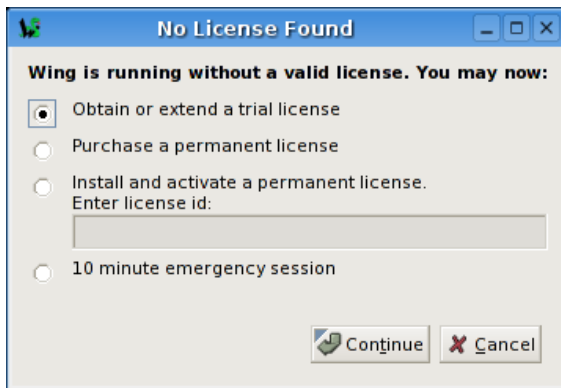 No License Found
Wing is running without a valid license. You may now:
Obtain or extend a trial license
Purchase a permanent license
Install and activate a permanent license.
Enter license id:
10 minute emergency session
Continue
Cancel